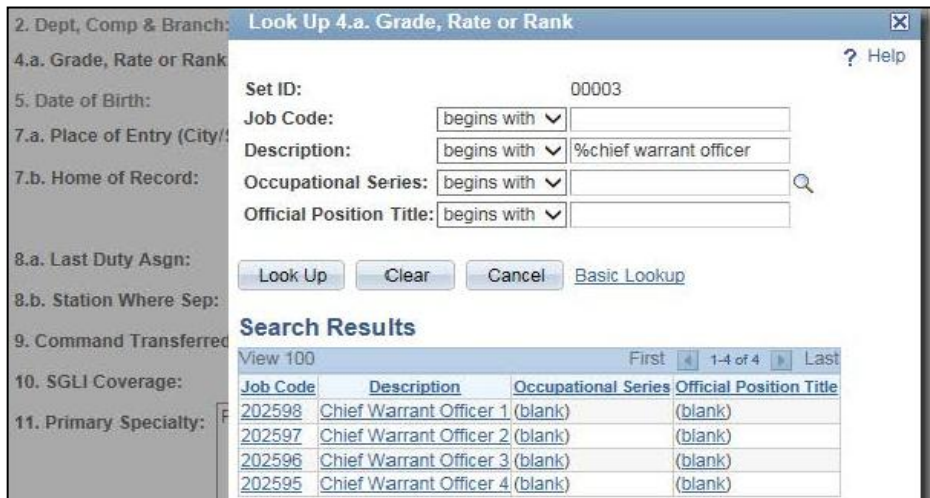 2. Dept, Comp & Branch:
4.a. Grade, Rate or Rank
5. Date of Birth:
7.a. Place of Entry (City/
7.b. Home of Record:
8.a. Last Duty Asgn:
8.b. Station Where Sep:
9. Command Transferred
10. SGLI Coverage:
11. Primary Specialty:
Look Up 4.a. Grade, Rate or Rank
? Help
Set ID: 00003
Job Code: begins with
Description: begins with %chief warrant officer
Occupational Series: begins with
Official Position Title: begins with
Look Up Clear Cancel Basic Lookup
Search Results
View 100 First 1-4 of 4 Last
Job Code Description Occupational Series Official Position Title
202598 Chief Warrant Officer 1 (blank) (blank)
202597 Chief Warrant Officer 2 (blank) (blank)
202596 Chief Warrant Officer 3 (blank) (blank)
202595 Chief Warrant Officer 4 (blank) (blank)